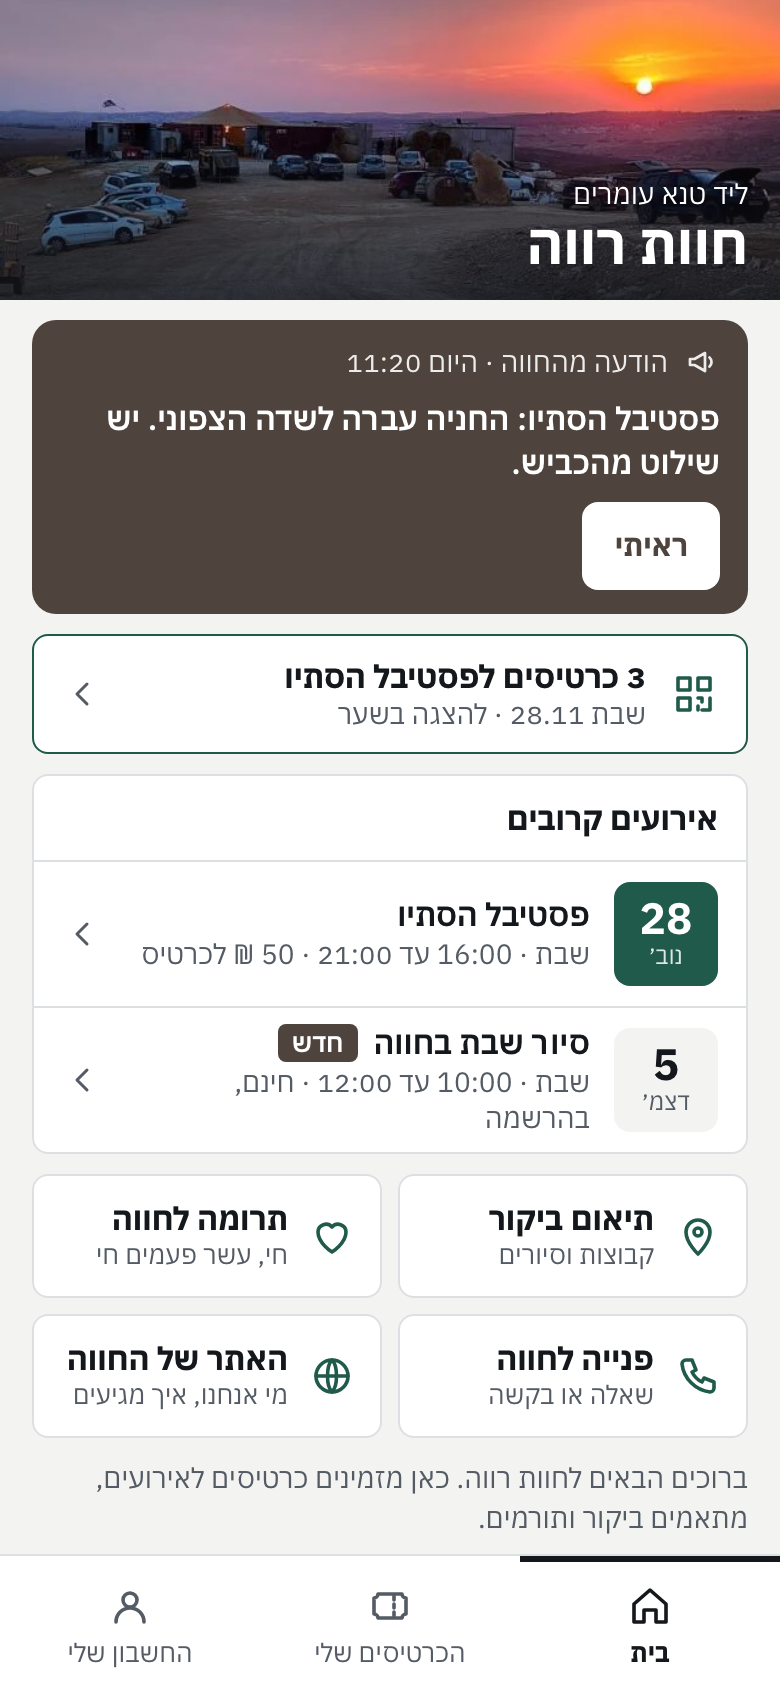 ליד טנא עומרים
חוות רווה
הודעה מהחווה · היום 11:20
פסטיבל הסתיו: החניה עברה לשדה הצפוני. יש
שילוט מהכביש.
ראיתי
3 כרטיסים לפסטיבל הסתיו
שבת 28.11 · להצגה בשער
אירועים קרובים
28
נוב׳
פסטיבל הסתיו
שבת · 16:00 עד 21:00 · 50 ₪ לכרטיס
5
דצמ׳
סיור שבת בחווה חדש
שבת · 10:00 עד 12:00 · חינם,
בהרשמה
תיאום ביקור
קבוצות וסיורים
תרומה לחווה
חי, עשר פעמים חי
פנייה לחווה
שאלה או בקשה
האתר של החווה
מי אנחנו, איך מגיעים
ברוכים הבאים לחוות רווה. כאן מזמינים כרטיסים לאירועים,
מתאמים ביקור ותורמים.
בית
הכרטיסים שלי
החשבון שלי